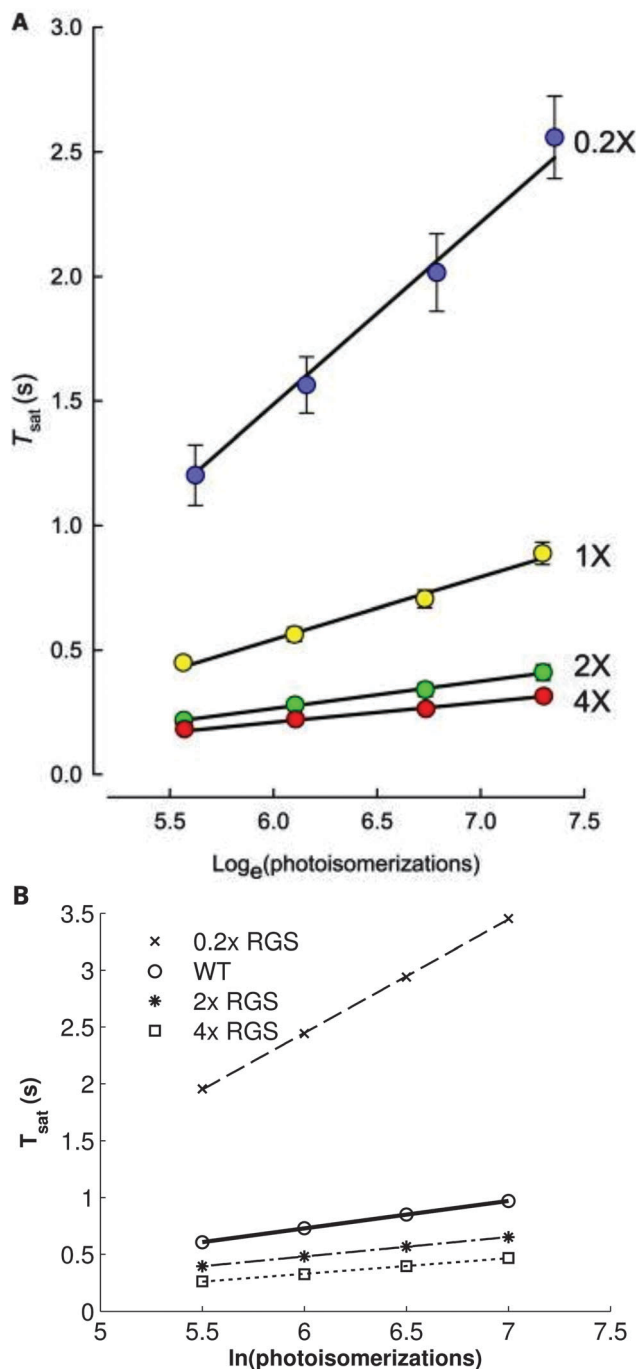 A
3.0
2.5
2.0
1.5
1.0
0.5
0.0
T_sat (s)
0.2X
1X
2X
4X
5.5 6.0 6.5 7.0 7.5
Log_e(photoisomerizations)
B
3.5
3
2.5
2
1.5
1
0.5
0
T_sat (s)
0.2x RGS
WT
2x RGS
4x RGS
5 5.5 6 6.5 7 7.5
ln(photoisomerizations)